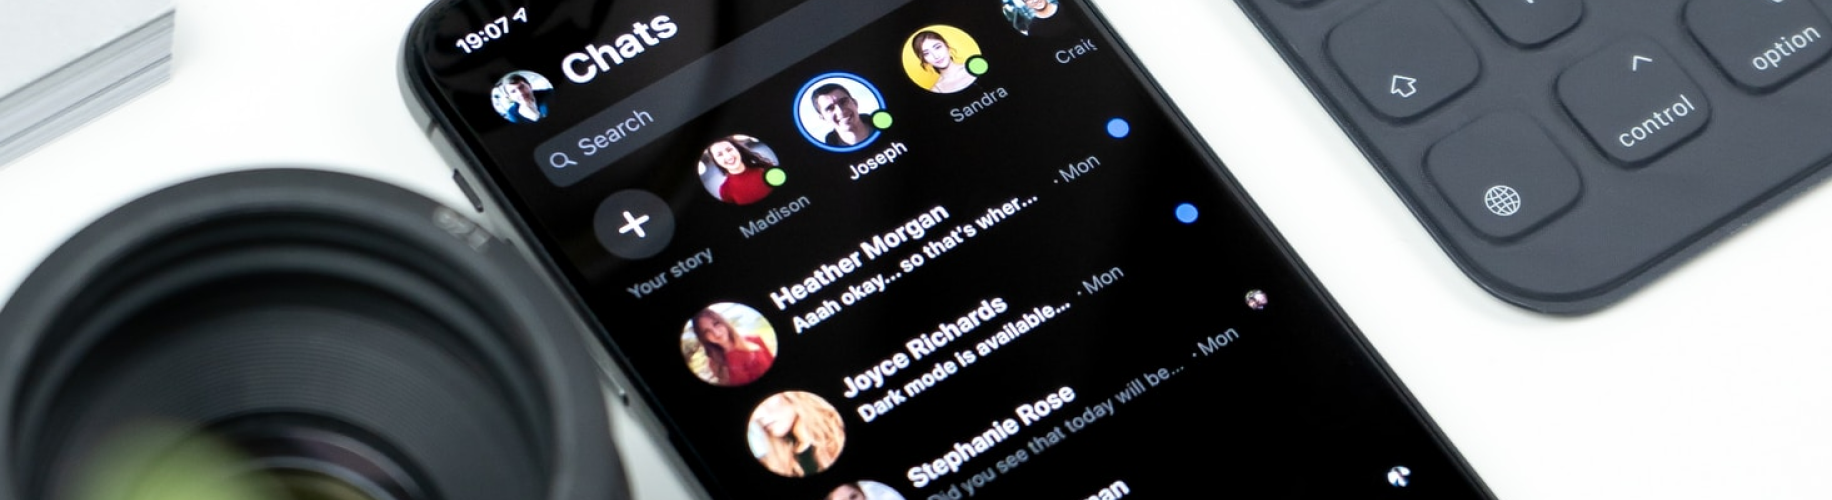 19:07
Chats
Search
Your story
Madison
Joseph
Sandra
Craig
Heather Morgan
Aaah okay... so that's wher... · Mon
Joyce Richards
Dark mode is available... · Mon
Stephanie Rose
Did you see that today will be... · Mon
control
option